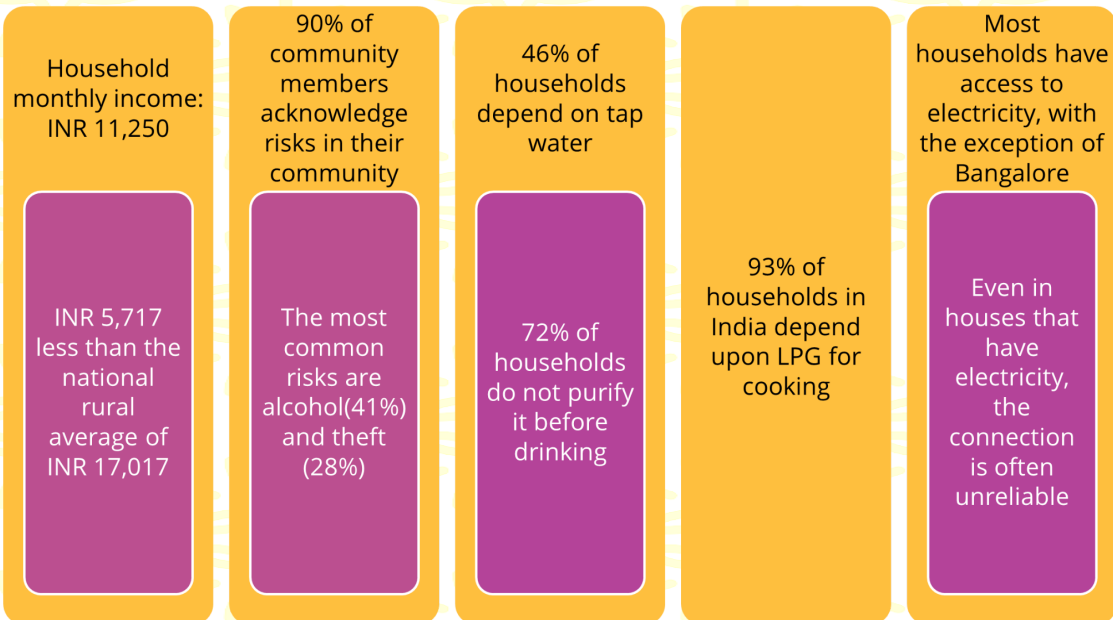 Household
monthly income:
INR 11,250
INR 5,717
less than the
national
rural
average of
INR 17,017
90% of
community
members
acknowledge
risks in their
community
The most
common
risks are
alcohol(41%)
and theft
(28%)
46% of
households
depend on tap
water
72% of
households
do not purify
it before
drinking
93% of
households in
India depend
upon LPG for
cooking
Most
households have
access to
electricity, with
the exception of
Bangalore
Even in
houses that
have
electricity,
the
connection
is often
unreliable